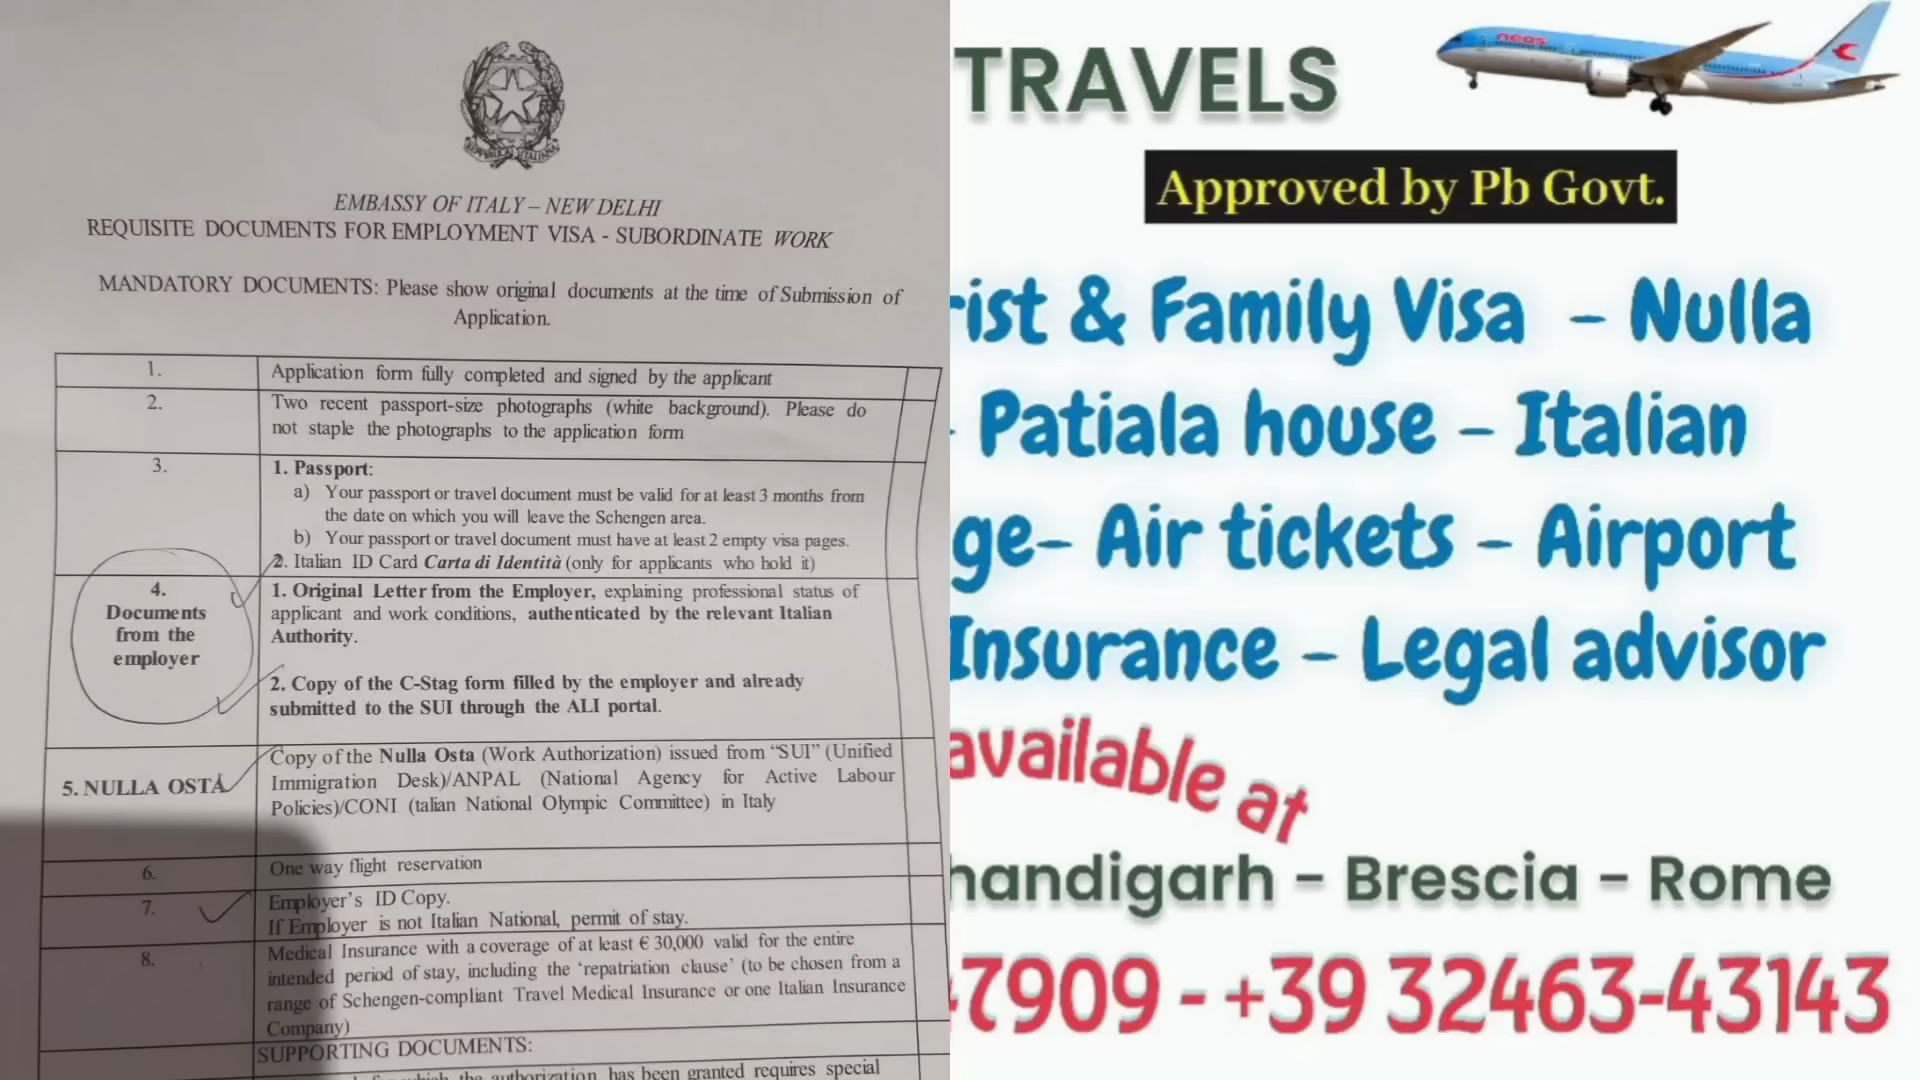 REPVBBLICA ITALIANA
EMBASSY OF ITALY – NEW DELHI
REQUISITE DOCUMENTS FOR EMPLOYMENT VISA - SUBORDINATE WORK
MANDATORY DOCUMENTS: Please show original documents at the time of Submission of
Application.
1.
Application form fully completed and signed by the applicant
2.
Two recent passport-size photographs (white background). Please do
not staple the photographs to the application form
3.
1. Passport:
a) Your passport or travel document must be valid for at least 3 months from
the date on which you will leave the Schengen area.
b) Your passport or travel document must have at least 2 empty visa pages.
2. Italian ID Card Carta di Identità (only for applicants who hold it)
4.
Documents
from the
employer
1. Original Letter from the Employer, explaining professional status of
applicant and work conditions, authenticated by the relevant Italian
Authority.
2. Copy of the C-Stag form filled by the employer and already
submitted to the SUI through the ALI portal.
5. NULLA OSTA
Copy of the Nulla Osta (Work Authorization) issued from “SUI” (Unified
Immigration Desk)/ANPAL (National Agency for Active Labour
Policies)/CONI (talian National Olympic Committee) in Italy
6.
One way flight reservation
7.
Employer’s ID Copy.
If Employer is not Italian National, permit of stay.
8.
Medical Insurance with a coverage of at least € 30,000 valid for the entire
intended period of stay, including the ‘repatriation clause’ (to be chosen from a
range of Schengen-compliant Travel Medical Insurance or one Italian Insurance
Company)
SUPPORTING DOCUMENTS:
which the authorization has been granted requires special
TRAVELS
neos
Approved by Pb Govt.
rist & Family Visa – Nulla
- Patiala house – Italian
ge– Air tickets – Airport
Insurance – Legal advisor
available at
handigarh – Brescia – Rome
-7909 - +39 32463-43143